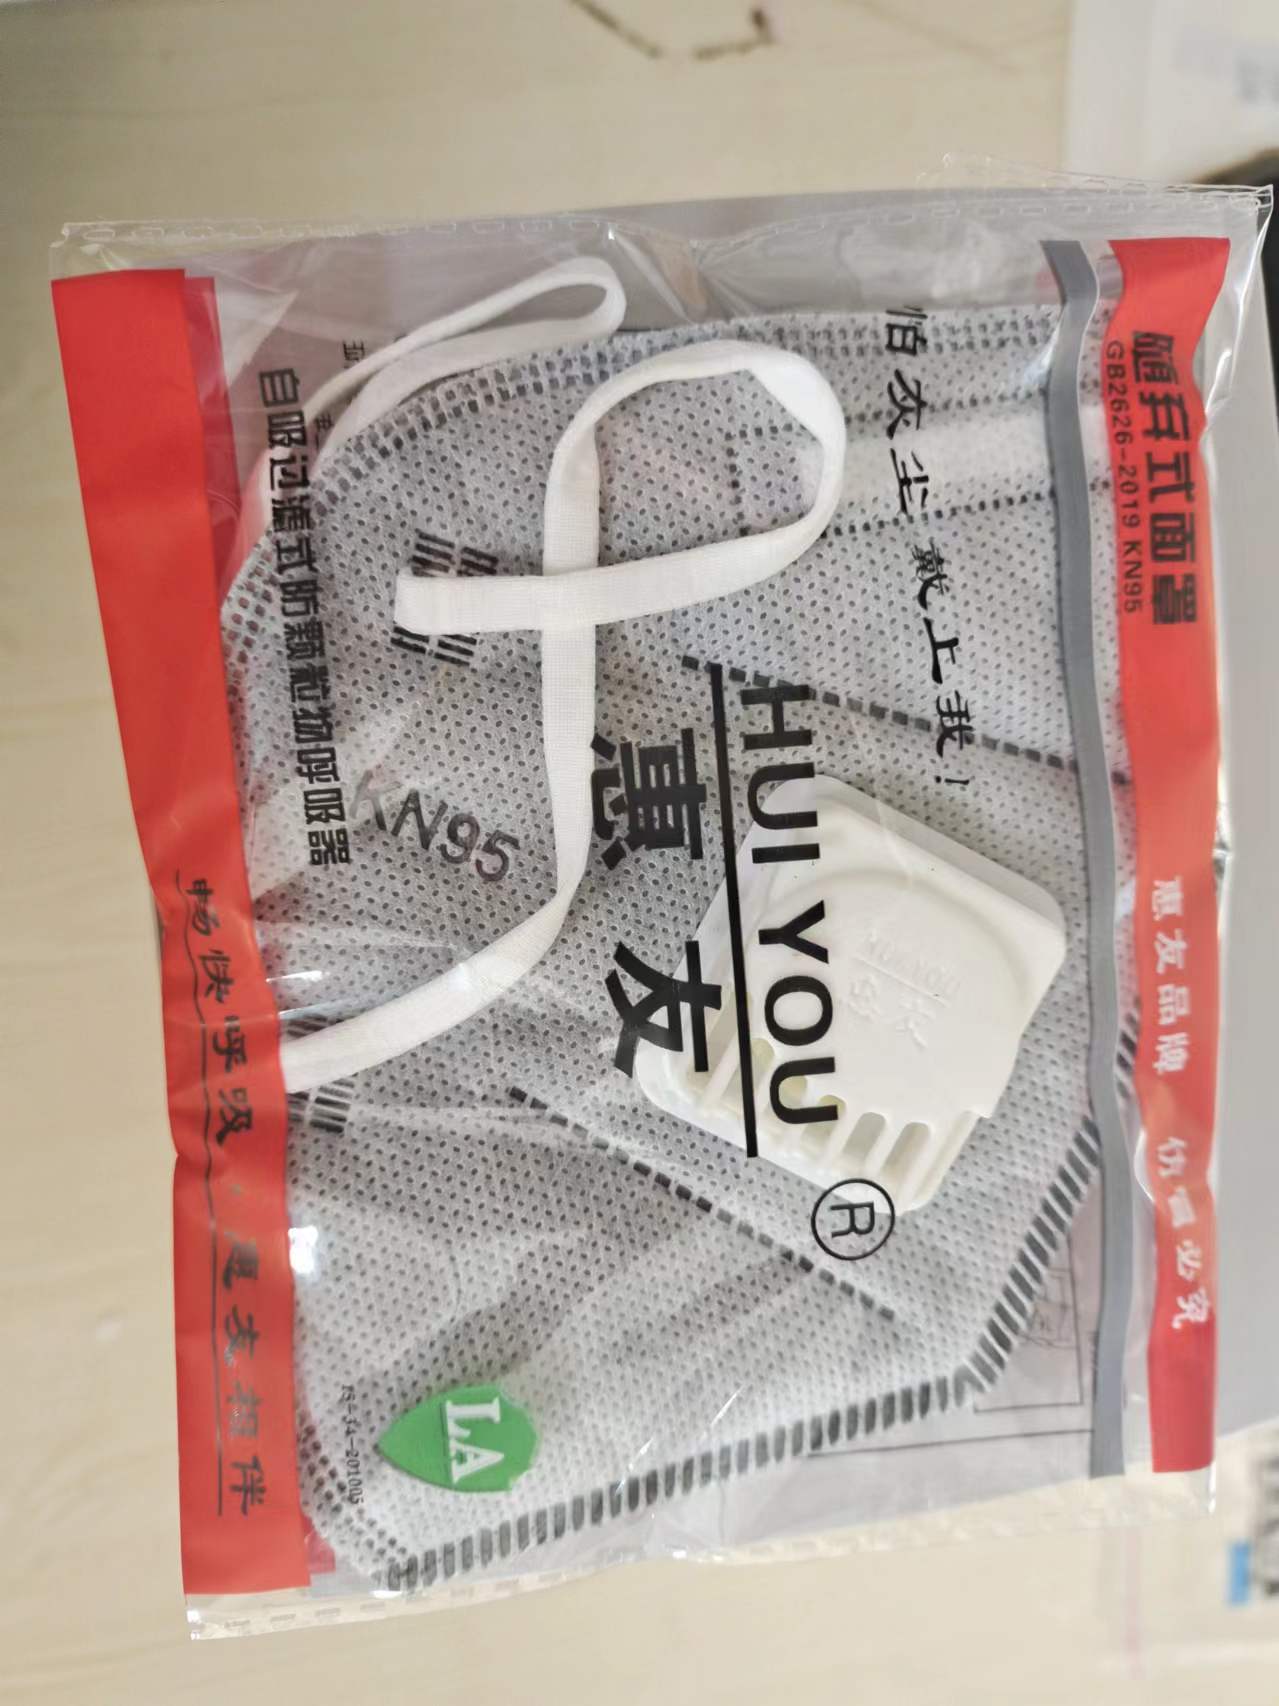 随弃式面罩
GB2626-2019 KN95
惠友品牌 仿冒必究
怕灰尘 戴上我!
HUI YOU®
惠友
KN95
自吸过滤式防颗粒物呼吸器
LA
畅快呼吸,惠友相伴